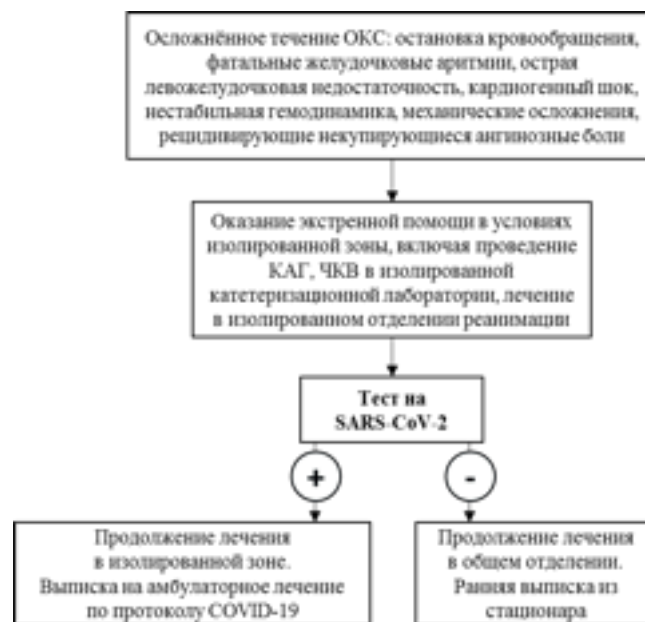 Осложнённое течение ОКС: остановка кровообращения,
фатальные желудочковые аритмии, острая
левожелудочковая недостаточность, кардиогенный шок,
нестабильная гемодинамика, механические осложнения,
рецидивирующие некупирующиеся ангинозные боли
Оказание экстренной помощи в условиях
изолированной зоны, включая проведение
КАГ, ЧКВ в изолированной
катетеризационной лаборатории, лечение
в изолированном отделении реанимации
Тест на
SARS-CoV-2
+
-
Продолжение лечения
в изолированной зоне.
Выписка на амбулаторное лечение
по протоколу COVID-19
Продолжение лечения
в общем отделении.
Ранняя выписка из
стационара